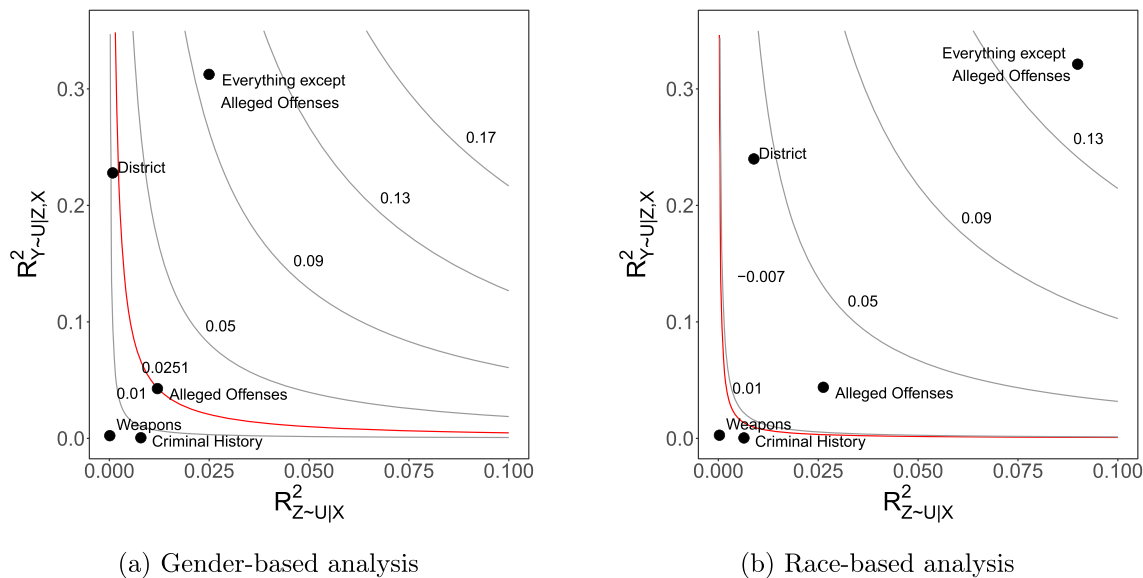 Everything except
Alleged Offenses
0.17
District
0.13
0.09
0.05
0.0251
0.01
Alleged Offenses
Weapons
Criminal History
0.3
0.2
0.1
0.0
R²Y~U|Z,X
0.000 0.025 0.050 0.075 0.100
R²Z~U|X
(a) Gender-based analysis
Everything except
Alleged Offenses
0.13
District
0.09
−0.007
0.05
0.01
Alleged Offenses
Weapons
Criminal History
0.3
0.2
0.1
0.0
R²Y~U|Z,X
0.000 0.025 0.050 0.075 0.100
R²Z~U|X
(b) Race-based analysis